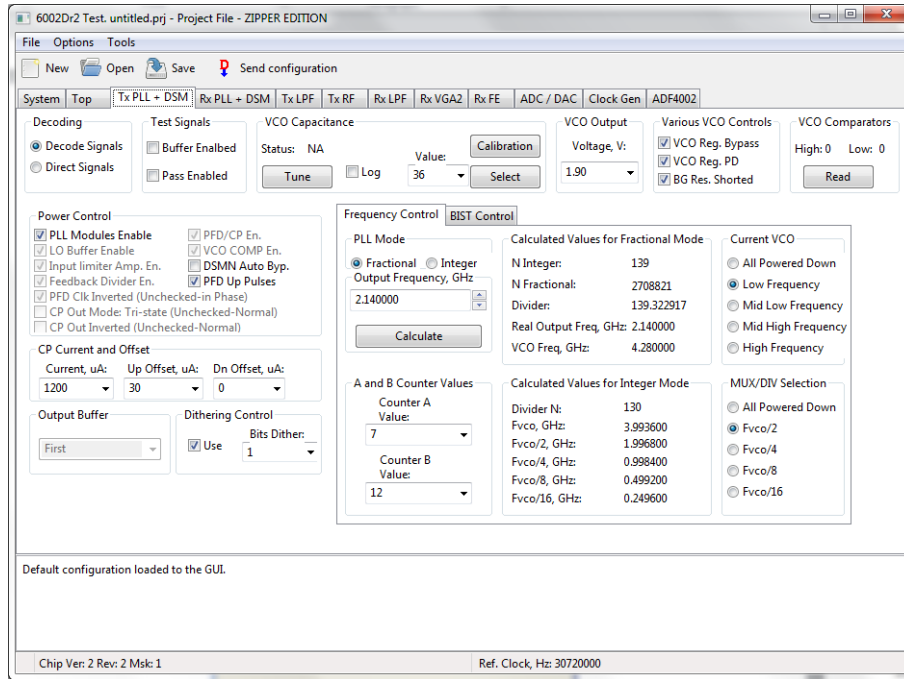 6002Dr2 Test. untitled.prj - Project File - ZIPPER EDITION
File Options Tools
New Open Save Send configuration
System Top Tx PLL + DSM Rx PLL + DSM Tx LPF Tx RF Rx LPF Rx VGA2 Rx FE ADC / DAC Clock Gen ADF4002
Decoding
Decode Signals
Direct Signals
Test Signals
Buffer Enalbed
Pass Enabled
VCO Capacitance
Status: NA
Tune
Log
Value:
36
Calibration
Select
VCO Output
Voltage, V:
1.90
Various VCO Controls
VCO Reg. Bypass
VCO Reg. PD
BG Res. Shorted
VCO Comparators
High: 0 Low: 0
Read
Power Control
PLL Modules Enable
PFD/CP En.
LO Buffer Enable
VCO COMP En.
Input limiter Amp. En.
DSMN Auto Byp.
Feedback Divider En.
PFD Up Pulses
PFD Clk Inverted (Unchecked-in Phase)
CP Out Mode: Tri-state (Unchecked-Normal)
CP Out Inverted (Unchecked-Normal)
CP Current and Offset
Current, uA: Up Offset, uA: Dn Offset, uA:
1200 30 0
Output Buffer
First
Dithering Control
Use
Bits Dither:
1
Frequency Control BIST Control
PLL Mode
Fractional Integer
Output Frequency, GHz
2.140000
Calculate
Calculated Values for Fractional Mode
N Integer: 139
N Fractional: 2708821
Divider: 139.322917
Real Output Freq, GHz: 2.140000
VCO Freq, GHz: 4.280000
Current VCO
All Powered Down
Low Frequency
Mid Low Frequency
Mid High Frequency
High Frequency
A and B Counter Values
Counter A
Value:
7
Counter B
Value:
12
Calculated Values for Integer Mode
Divider N: 130
Fvco, GHz: 3.993600
Fvco/2, GHz: 1.996800
Fvco/4, GHz: 0.998400
Fvco/8, GHz: 0.499200
Fvco/16, GHz: 0.249600
MUX/DIV Selection
All Powered Down
Fvco/2
Fvco/4
Fvco/8
Fvco/16
Default configuration loaded to the GUI.
Chip Ver: 2 Rev: 2 Msk: 1
Ref. Clock, Hz: 30720000